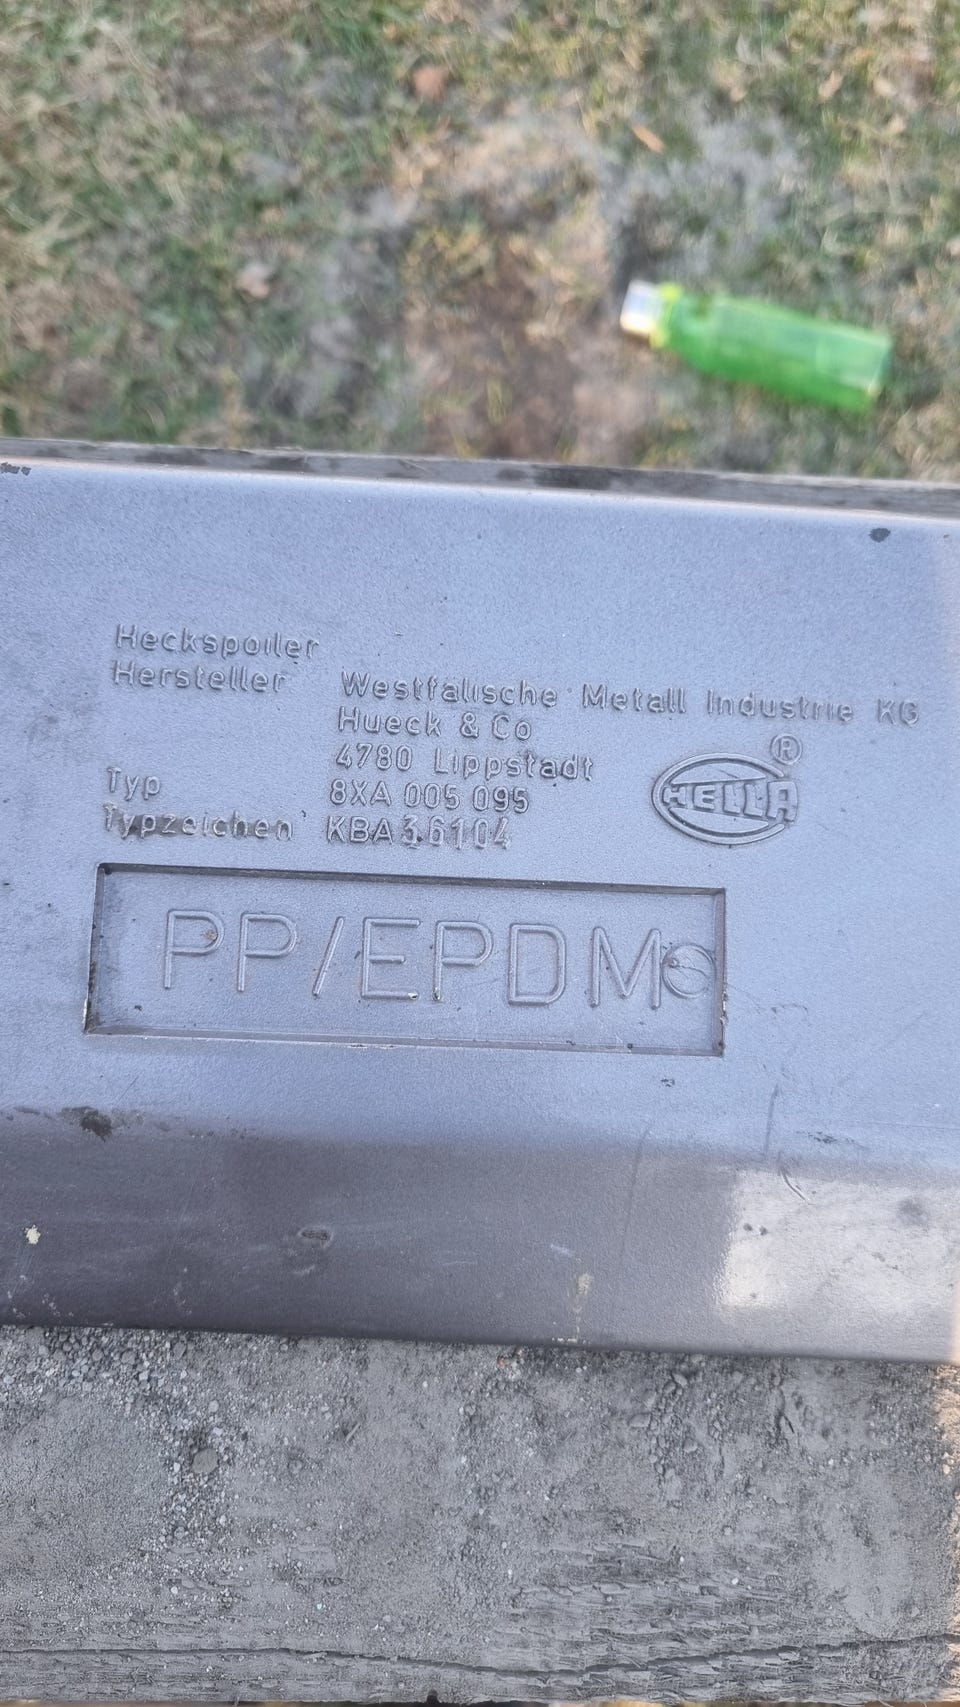 Heckspoiler
Hersteller Westfälische Metall Industrie KG
Hueck & Co
4780 Lippstadt
Typ 8XA 005 095
Typzeichen KBA 36104
HELLA ®
PP/EPDM